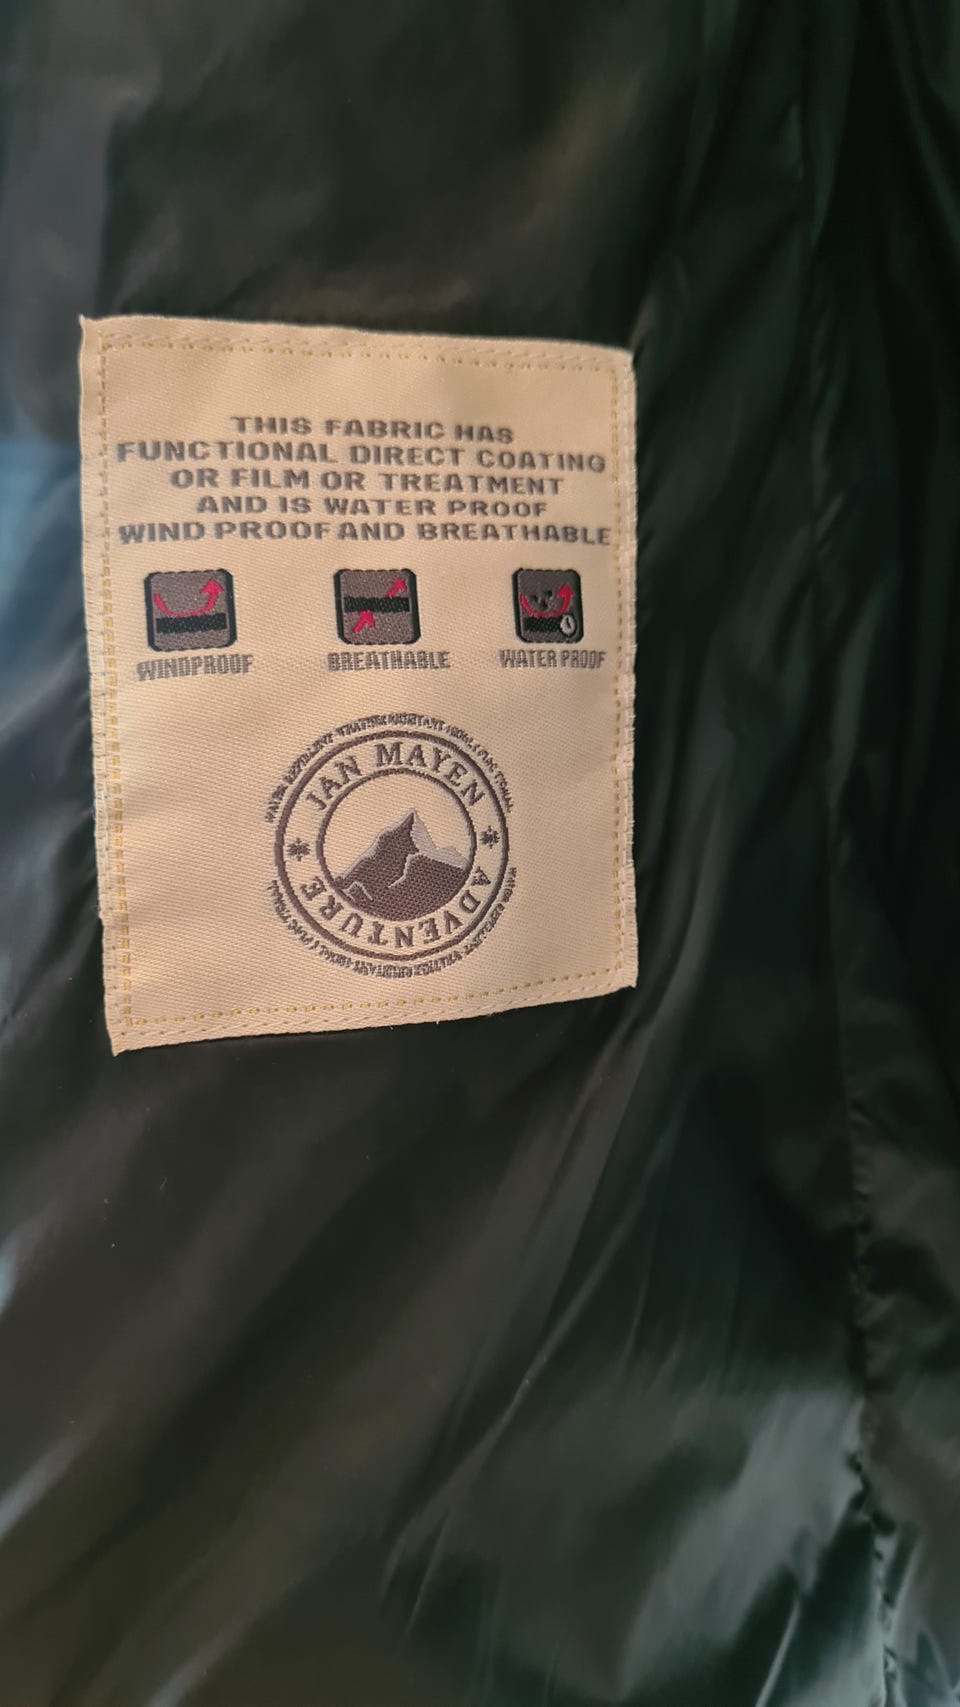 THIS FABRIC HAS
FUNCTIONAL DIRECT COATING
OR FILM OR TREATMENT
AND IS WATER PROOF
WIND PROOF AND BREATHABLE
WINDPROOF BREATHABLE WATER PROOF
JAN MAYEN
ADVENTURE